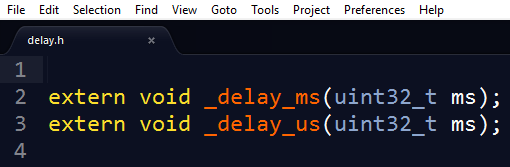 File Edit Selection Find View Goto Tools Project Preferences Help
delay.h ×
1
2 extern void _delay_ms(uint32_t ms);
3 extern void _delay_us(uint32_t ms);
4